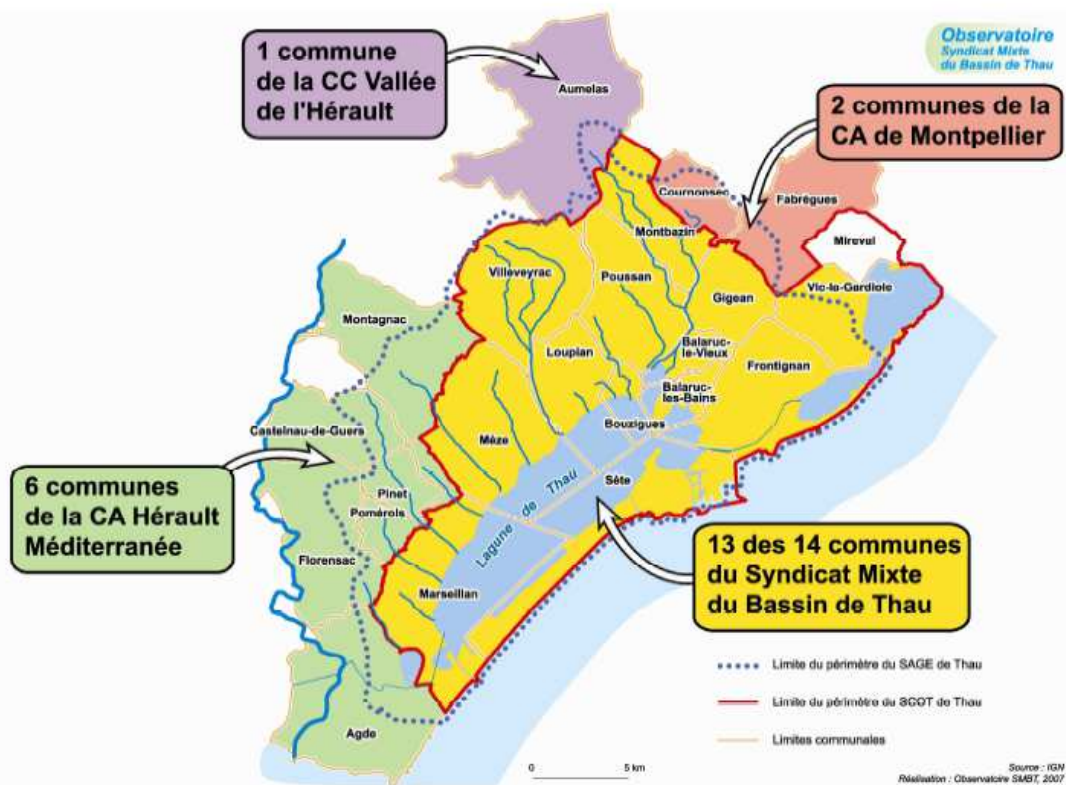 Observatoire
Syndicat Mixte
du Bassin de Thau
1 commune
de la CC Vallée
de l'Hérault
2 communes de la
CA de Montpellier
6 communes
de la CA Hérault
Méditerranée
13 des 14 communes
du Syndicat Mixte
du Bassin de Thau
Aumelas
Cournonsec
Fabrègues
Mireval
Montbazin
Villeveyrac
Poussan
Vic-la-Gardiole
Gigean
Montagnac
Loupian
Balaruc-
le-Vieux
Frontignan
Balaruc-
les-Bains
Bouzigues
Castelnau-de-Guers
Mèze
Sète
Pinet
Pomérols
Lagune de Thau
Florensac
Marseillan
Agde
Limite du périmètre du SAGE de Thau
Limite du périmètre du SCOT de Thau
Limites communales
0 5 km
Source : IGN
Réalisation : Observatoire SMBT, 2007